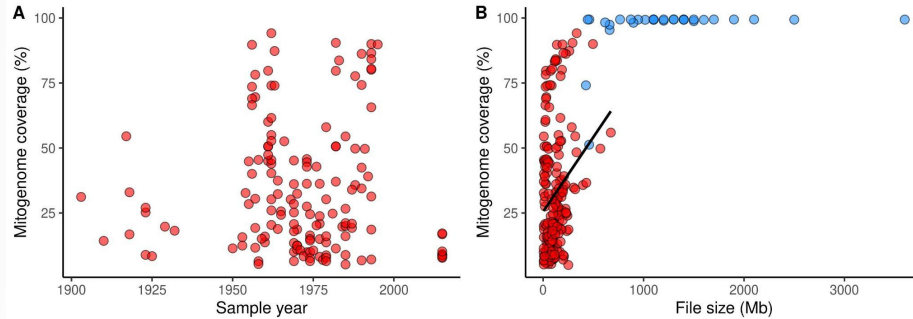 A
Mitogenome coverage (%)
100
75
50
25
1900
1925
1950
1975
2000
Sample year
B
Mitogenome coverage (%)
100
75
50
25
0
1000
2000
3000
File size (Mb)